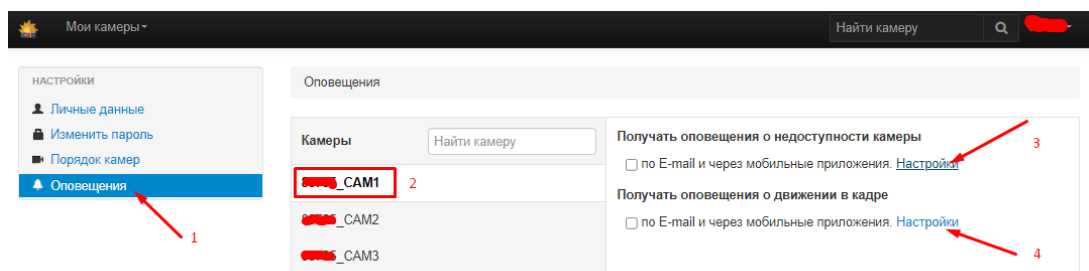 Мои камеры
Найти камеру
НАСТРОЙКИ
Личные данные
Изменить пароль
Порядок камер
Оповещения
1
Оповещения
Камеры
Найти камеру
_CAM1
2
_CAM2
_CAM3
Получать оповещения о недоступности камеры
3
по E-mail и через мобильные приложения. Настройки
Получать оповещения о движении в кадре
по E-mail и через мобильные приложения. Настройки
4